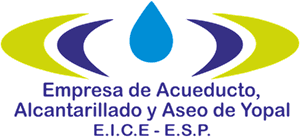 Empresa de Acueducto,
Alcantarillado y Aseo de Yopal
E.I.C.E - E.S.P.